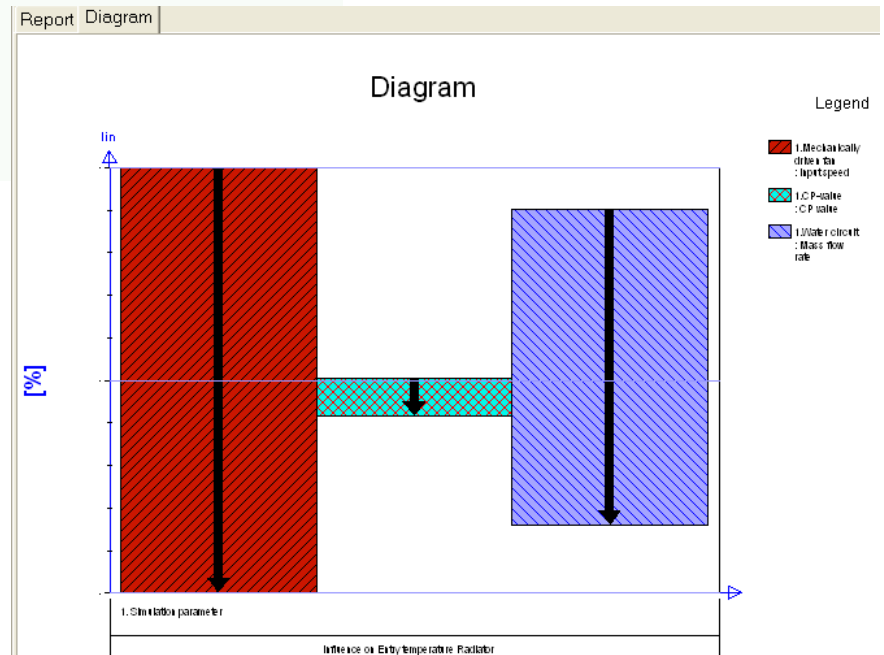 Report Diagram
Diagram
Legend
lin
1.Mechanically
driven fan
: Input speed
1.CP-value
: CP value
1.Water circuit
: Mass flow
rate
[%]
1. Simulation parameter
Influence on Entry temperature Radiator